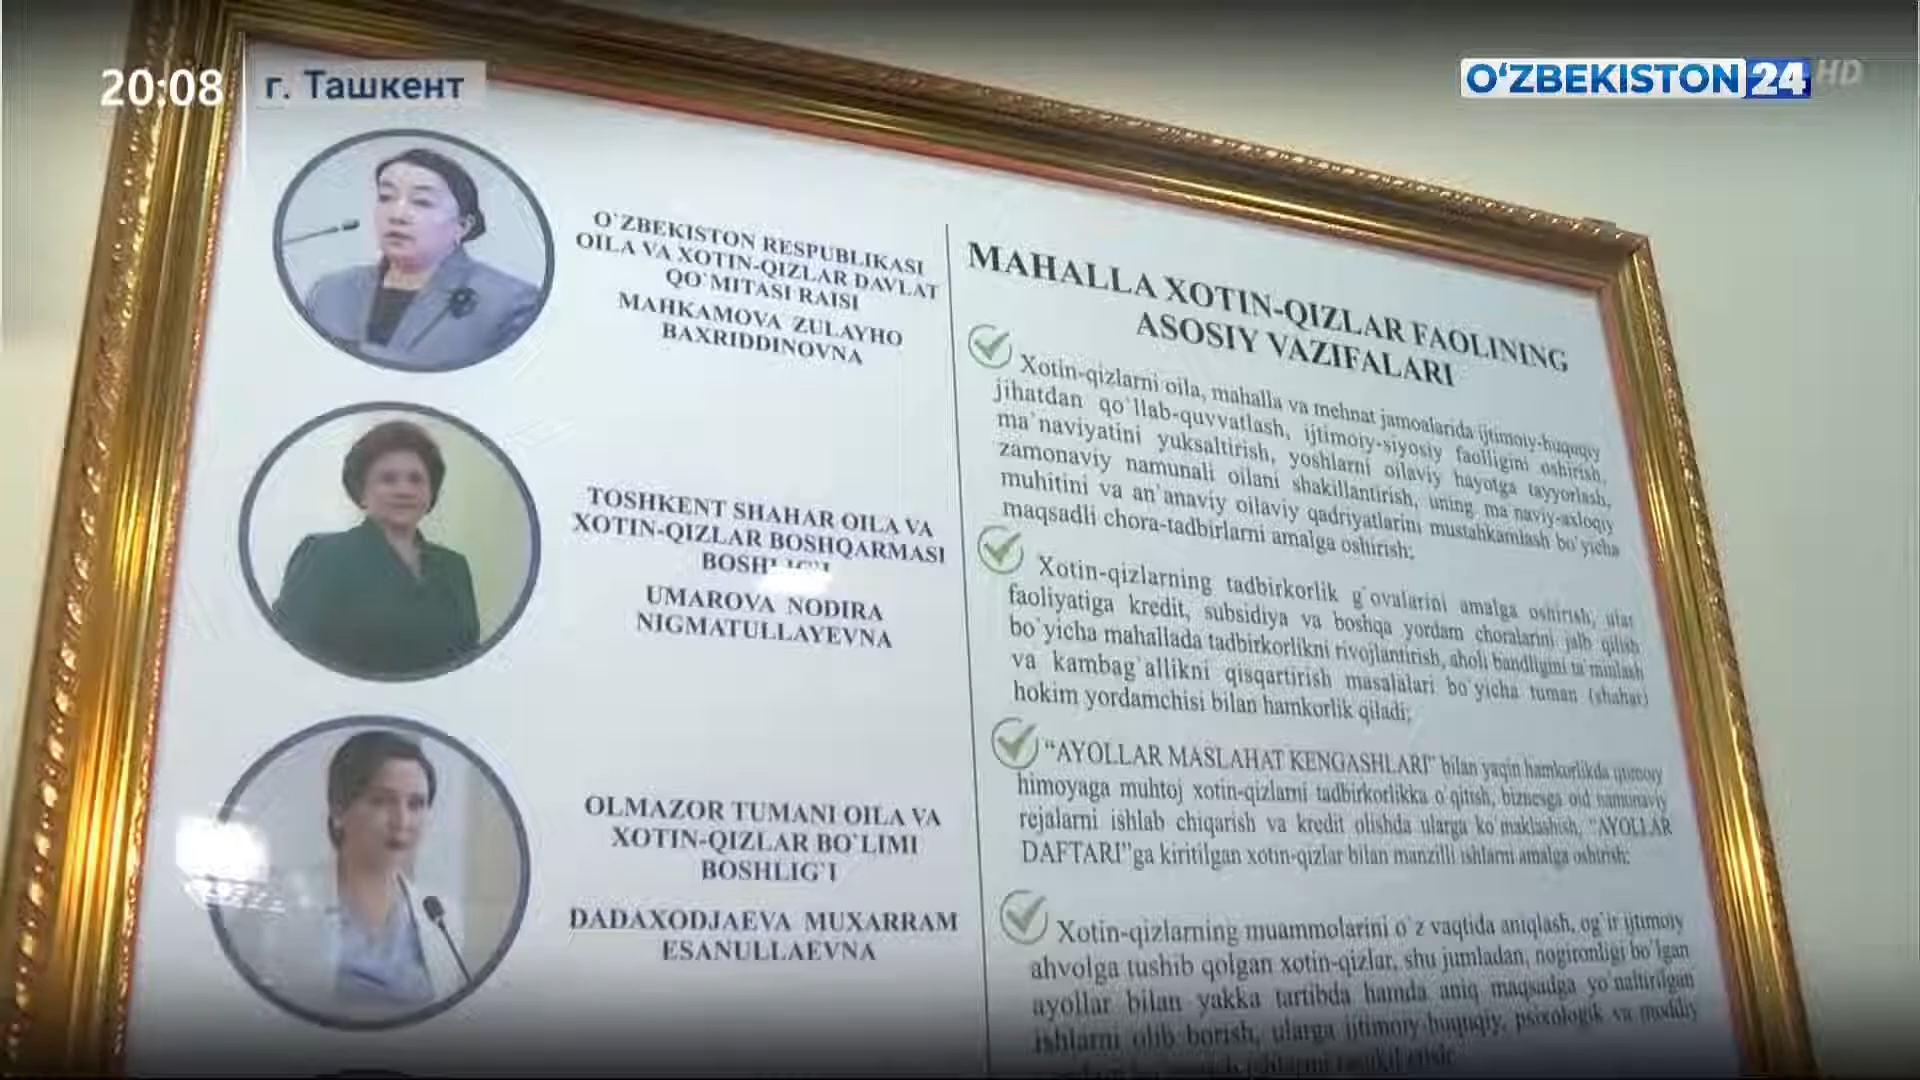 20:08
г. Ташкент
O‘ZBEKISTON 24 HD
O`ZBEKISTON RESPUBLIKASI
OILA VA XOTIN-QIZLAR DAVLAT
QO`MITASI RAISI
MAHKAMOVA ZULAYHO
BAXRIDDINOVNA
TOSHKENT SHAHAR OILA VA
XOTIN-QIZLAR BOSHQARMASI
BOSHLIG`I
UMAROVA NODIRA
NIGMATULLAYEVNA
OLMAZOR TUMANI OILA VA
XOTIN-QIZLAR BO`LIMI
BOSHLIG`I
DADAXODJAEVA MUXARRAM
ESANULLAEVNA
MAHALLA XOTIN-QIZLAR FAOLINING
ASOSIY VAZIFALARI
Xotin-qizlarni oila, mahalla va mehnat jamoalarida ijtimoiy-huquqiy
jihatdan qo`llab-quvvatlash, ijtimoiy-siyosiy faolligini oshirish,
ma`naviyatini yuksaltirish, yoshlarni oilaviy hayotga tayyorlash,
zamonaviy namunali oilani shakillantirish, uning ma`naviy-axloqiy
muhitini va an’anaviy oilaviy qadriyatlarini mustahkamlash bo`yicha
maqsadli chora-tadbirlarni amalga oshirish;
Xotin-qizlarning tadbirkorlik g`ovalarini amalga oshirish, ular
faoliyatiga kredit, subsidiya va boshqa yordam choralarini jalb qilish
bo`yicha mahallada tadbirkorlikni rivojlantirish, aholi bandligini ta`minlash
va kambag`allikni qisqartirish masalalari bo`yicha tuman (shahar)
hokim yordamchisi bilan hamkorlik qiladi;
“AYOLLAR MASLAHAT KENGASHLARI” bilan yaqin hamkorlikda ijtimoiy
himoyaga muhtoj xotin-qizlarni tadbirkorlikka o`qitish, biznesga oid namunaviy
rejalarni ishlab chiqarish va kredit olishda ularga ko`maklashish, “AYOLLAR
DAFTARI”ga kiritilgan xotin-qizlar bilan manzilli ishlarni amalga oshirish;
Xotin-qizlarning muammolarini o`z vaqtida aniqlash, og`ir ijtimoiy
ahvolga tushib qolgan xotin-qizlar, shu jumladan, nogironligi bo`lgan
ayollar bilan yakka tartibda hamda aniq maqsadga yo`naltirilgan
ishlarni olib borish, ularga ijtimoiy-huquqiy, psixologik va moddiy